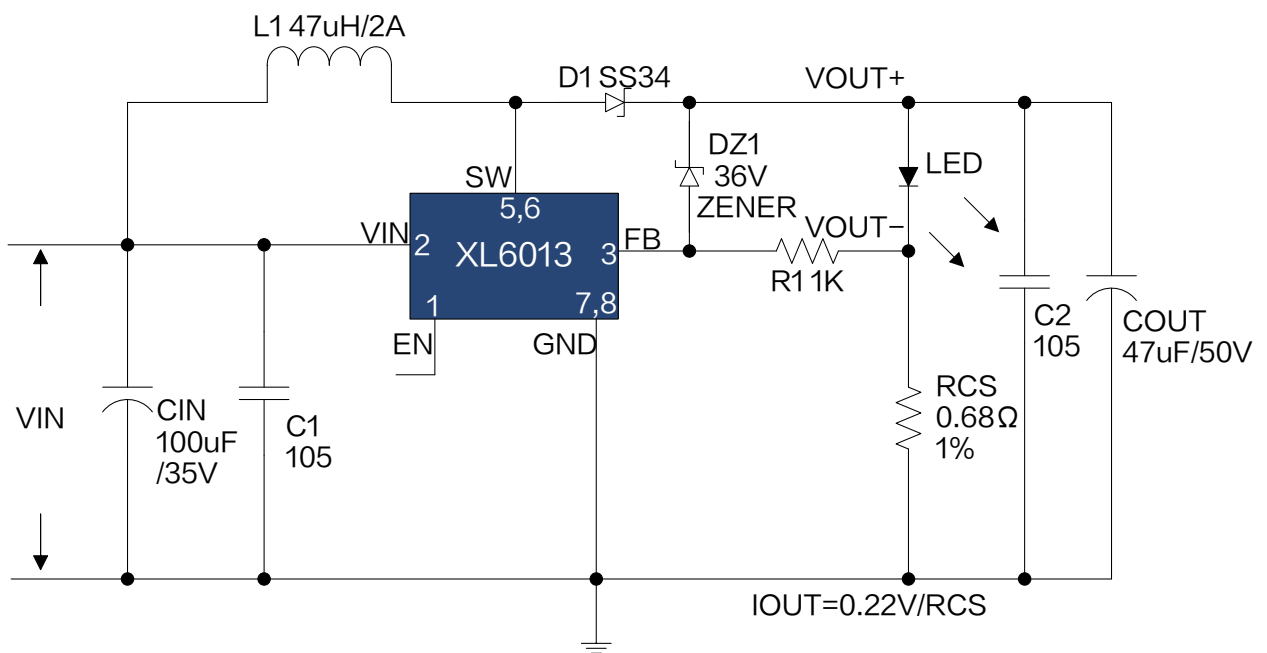 L1 47uH/2A
D1 SS34
VOUT+
DZ1
36V
ZENER
LED
SW
5,6
VIN
2
XL6013
3
FB
VOUT−
R1 1K
1
7,8
EN
GND
C2
105
COUT
47uF/50V
VIN
CIN
100uF
/35V
C1
105
RCS
0.68Ω
1%
IOUT=0.22V/RCS